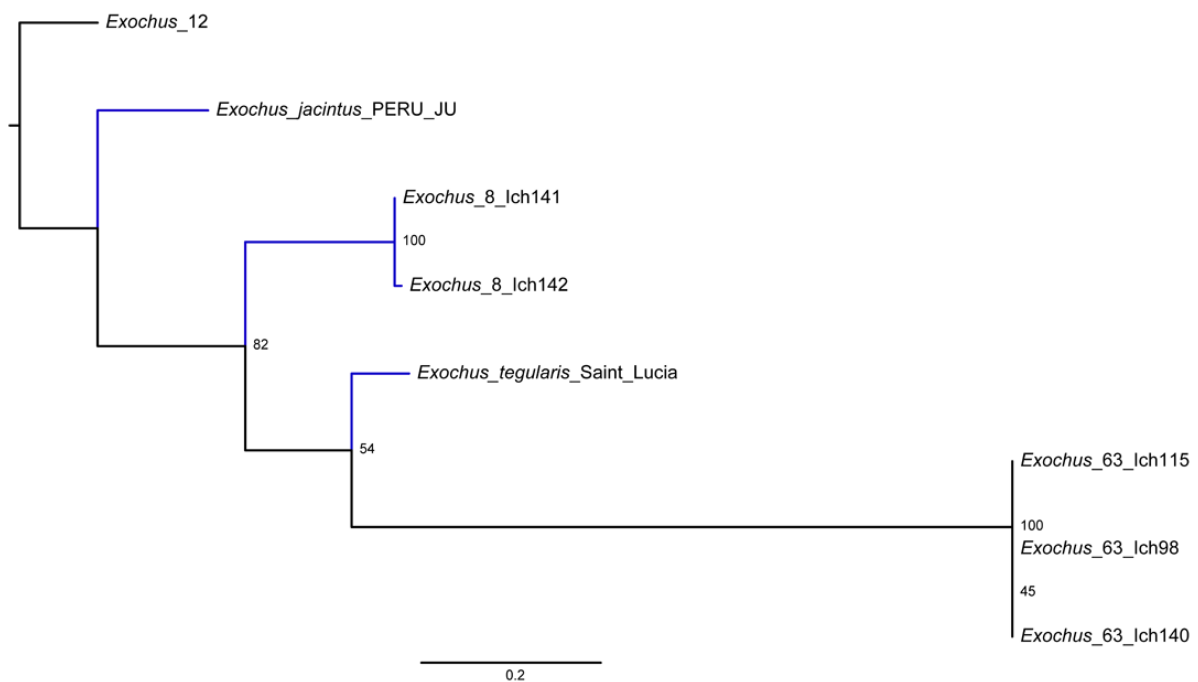 Exochus_12
Exochus_jacintus_PERU_JU
Exochus_8_Ich141
100
Exochus_8_Ich142
82
Exochus_tegularis_Saint_Lucia
54
Exochus_63_Ich115
100
Exochus_63_Ich98
45
Exochus_63_Ich140
0.2